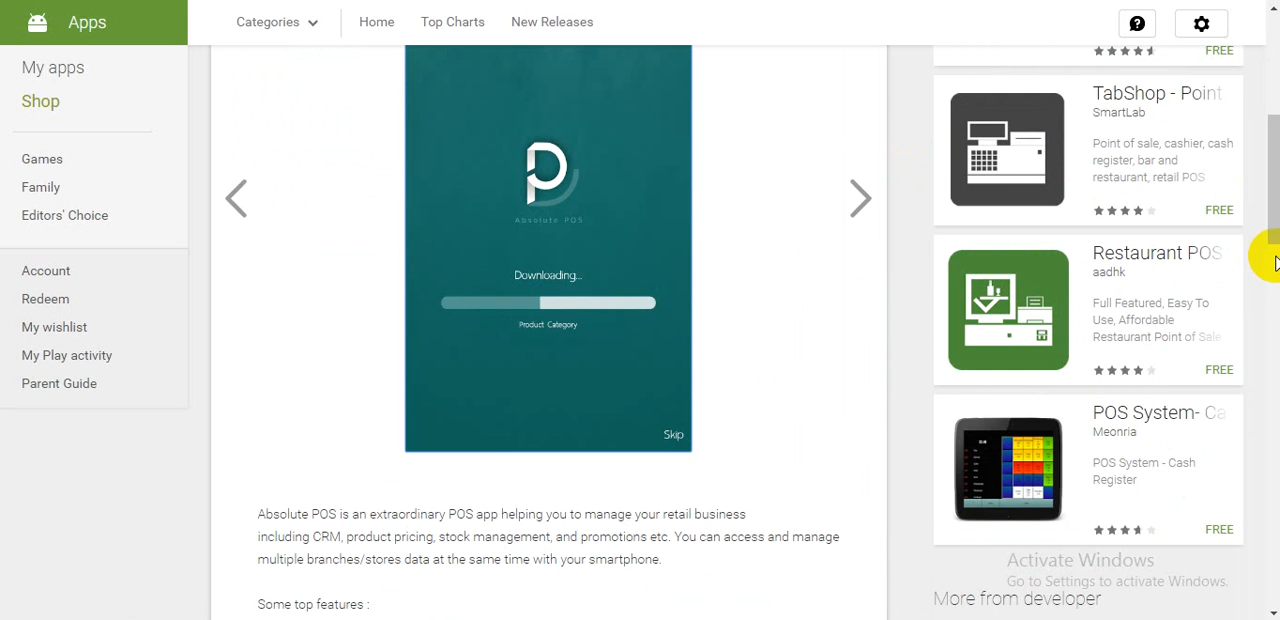 Apps
Categories
Home
Top Charts
New Releases
My apps
Shop
Games
Family
Editors' Choice
Account
Redeem
My wishlist
My Play activity
Parent Guide
Absolute POS
Downloading...
Product Category
Skip
Absolute POS is an extraordinary POS app helping you to manage your retail business
including CRM, product pricing, stock management, and promotions etc. You can access and manage
multiple branches/stores data at the same time with your smartphone.
Some top features :
FREE
TabShop - Point
SmartLab
Point of sale, cashier, cash
register, bar and
restaurant, retail POS
FREE
Restaurant POS
aadhk
Full Featured, Easy To
Use, Affordable
Restaurant Point of Sale
FREE
POS System- Ca
Meonria
POS System - Cash
Register
FREE
Activate Windows
Go to Settings to activate Windows.
More from developer